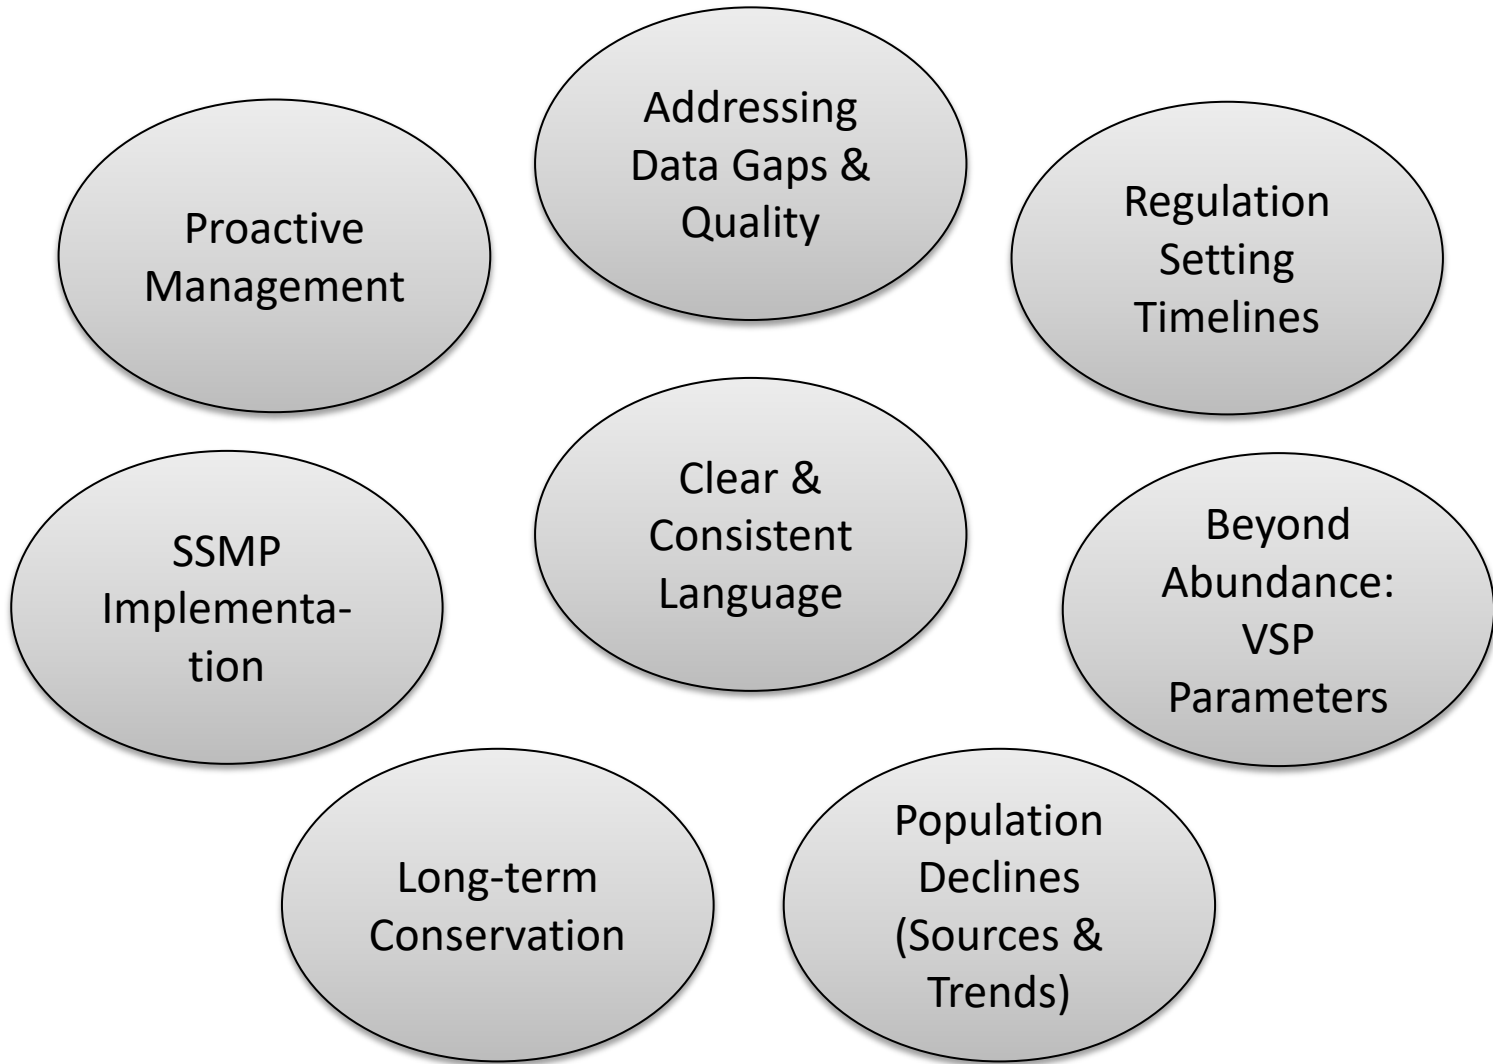 Addressing
Data Gaps &
Quality
Proactive
Management
Regulation
Setting
Timelines
Clear &
Consistent
Language
SSMP
Implementa-
tion
Beyond
Abundance:
VSP
Parameters
Long-term
Conservation
Population
Declines
(Sources &
Trends)